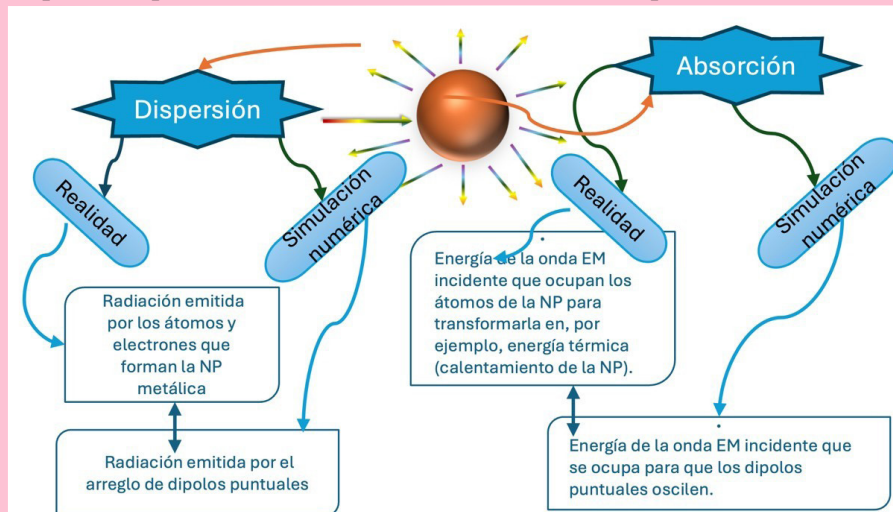 Dispersión
Absorción
Realidad
Simulación
numérica
Realidad
Simulación
numérica
Radiación emitida
por los átomos y
electrones que
forman la NP
metálica
Energía de la onda EM
incidente que ocupan los
átomos de la NP para
transformarla en, por
ejemplo, energía térmica
(calentamiento de la NP).
Radiación emitida por el
arreglo de dipolos puntuales
Energía de la onda EM incidente que
se ocupa para que los dipolos
puntuales oscilen.